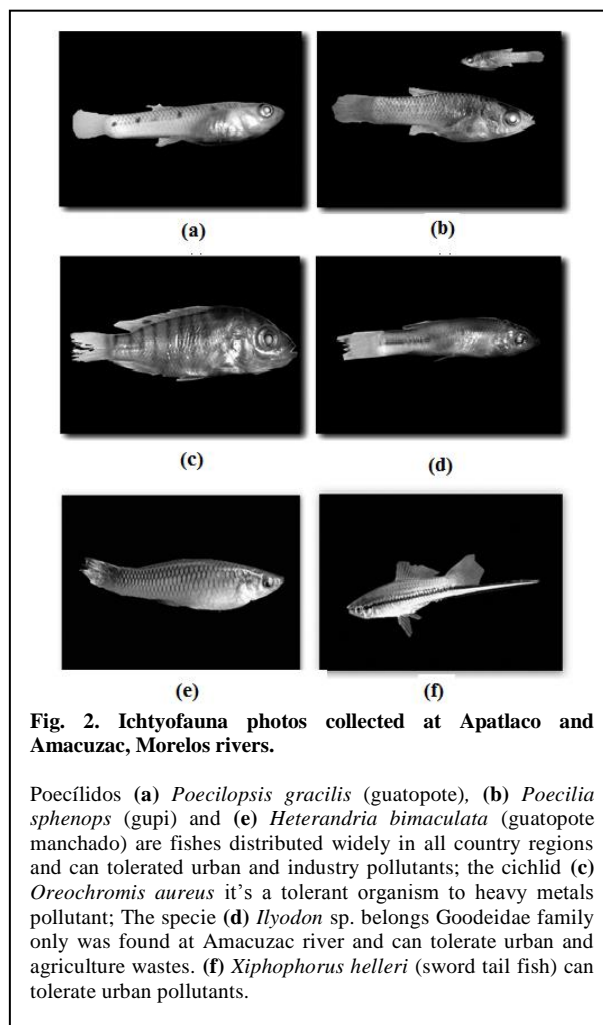 (a)
(b)
(c)
(d)
(e)
(f)
Fig. 2. Ichtyofauna photos collected at Apatlaco and
Amacuzac, Morelos rivers.
Poecílidos (a) Poecilopsis gracilis (guatopote), (b) Poecilia
sphenops (gupi) and (e) Heterandria bimaculata (guatopote
manchado) are fishes distributed widely in all country regions
and can tolerated urban and industry pollutants; the cichlid (c)
Oreochromis aureus it's a tolerant organism to heavy metals
pollutant; The specie (d) Ilyodon sp. belongs Goodeidae family
only was found at Amacuzac river and can tolerate urban and
agriculture wastes. (f) Xiphophorus helleri (sword tail fish) can
tolerate urban pollutants.